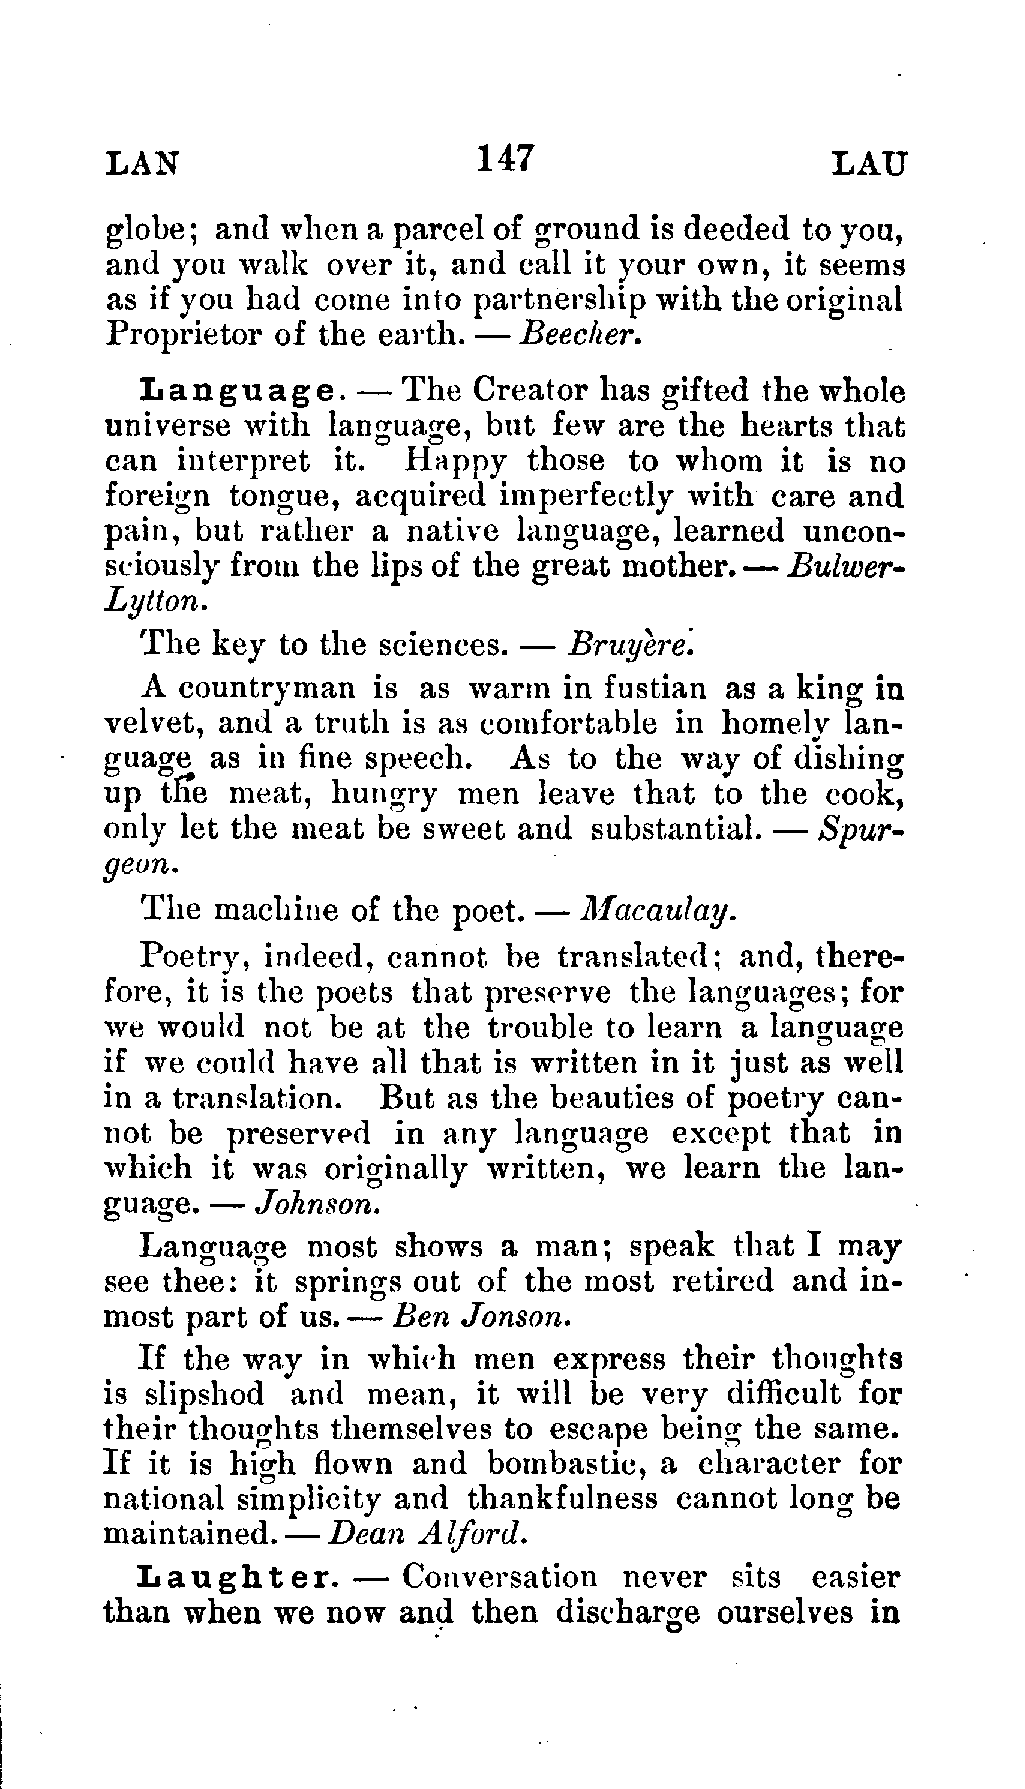 LAN 147 LAU
globe; and when a parcel of ground is deeded to you,
and you walk over it, and call it your own, it seems
as if you had come into partnership with the original
Proprietor of the earth. — Beecher.
Language. — The Creator has gifted the whole
universe with language, but few are the hearts that
can interpret it. Happy those to whom it is no
foreign tongue, acquired imperfectly with care and
pain, but rather a native language, learned uncon-
sciously from the lips of the great mother. — Bulwer-
Lytton.
The key to the sciences. — Bruyère.
A countryman is as warm in fustian as a king in
velvet, and a truth is as comfortable in homely lan-
guage as in fine speech. As to the way of dishing
up the meat, hungry men leave that to the cook,
only let the meat be sweet and substantial. — Spur-
geon.
The machine of the poet. — Macaulay.
Poetry, indeed, cannot be translated; and, there-
fore, it is the poets that preserve the languages; for
we would not be at the trouble to learn a language
if we could have all that is written in it just as well
in a translation. But as the beauties of poetry can-
not be preserved in any language except that in
which it was originally written, we learn the lan-
guage. — Johnson.
Language most shows a man; speak that I may
see thee: it springs out of the most retired and in-
most part of us. — Ben Jonson.
If the way in which men express their thoughts
is slipshod and mean, it will be very difficult for
their thoughts themselves to escape being the same.
If it is high flown and bombastic, a character for
national simplicity and thankfulness cannot long be
maintained. — Dean Alford.
Laughter. — Conversation never sits easier
than when we now and then discharge ourselves in